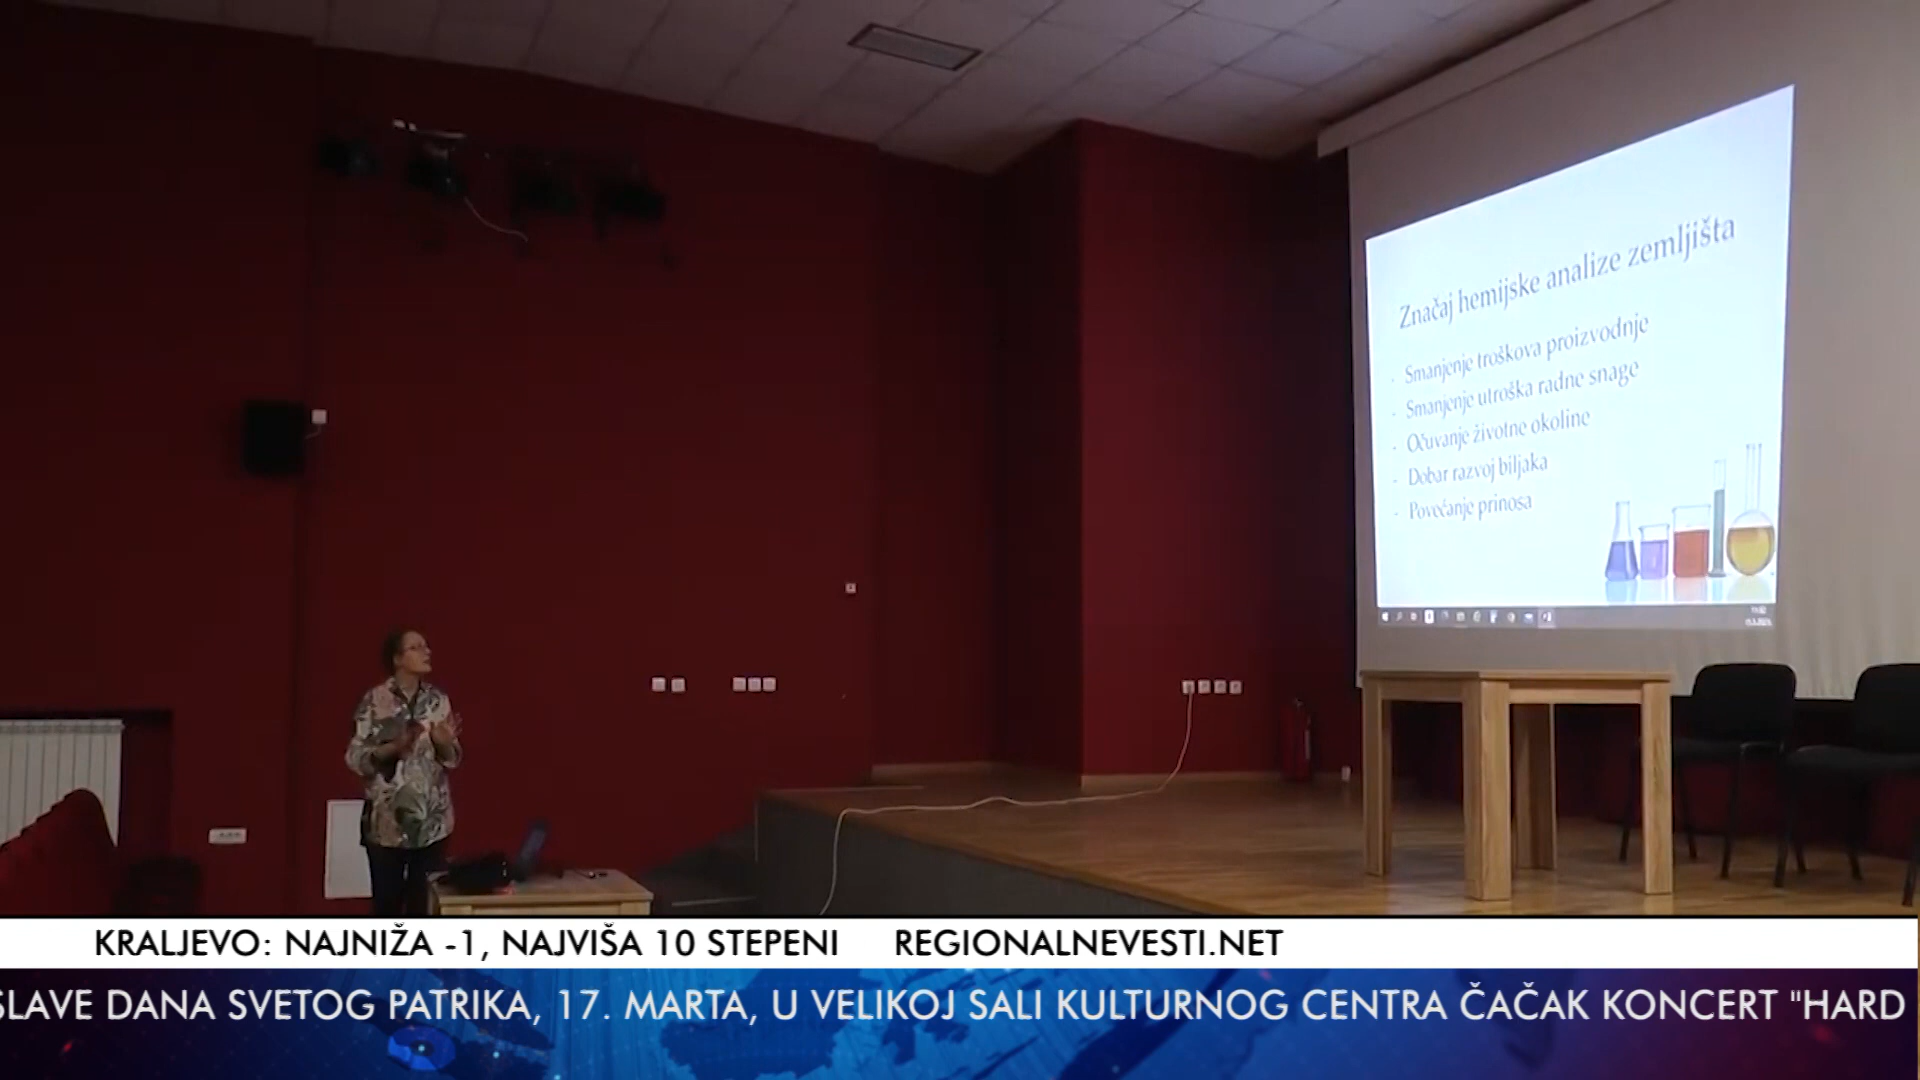 Značaj hemijske analize zemljišta
- Smanjenje troškova proizvodnje
- Smanjenje utroška radne snage
- Očuvanje životne okoline
- Dobar razvoj biljaka
- Povećanje prinosa
KRALJEVO: NAJNIŽA -1, NAJVIŠA 10 STEPENI REGIONALNEVESTI.NET
SLAVE DANA SVETOG PATRIKA, 17. MARTA, U VELIKOJ SALI KULTURNOG CENTRA ČAČAK KONCERT "HARD